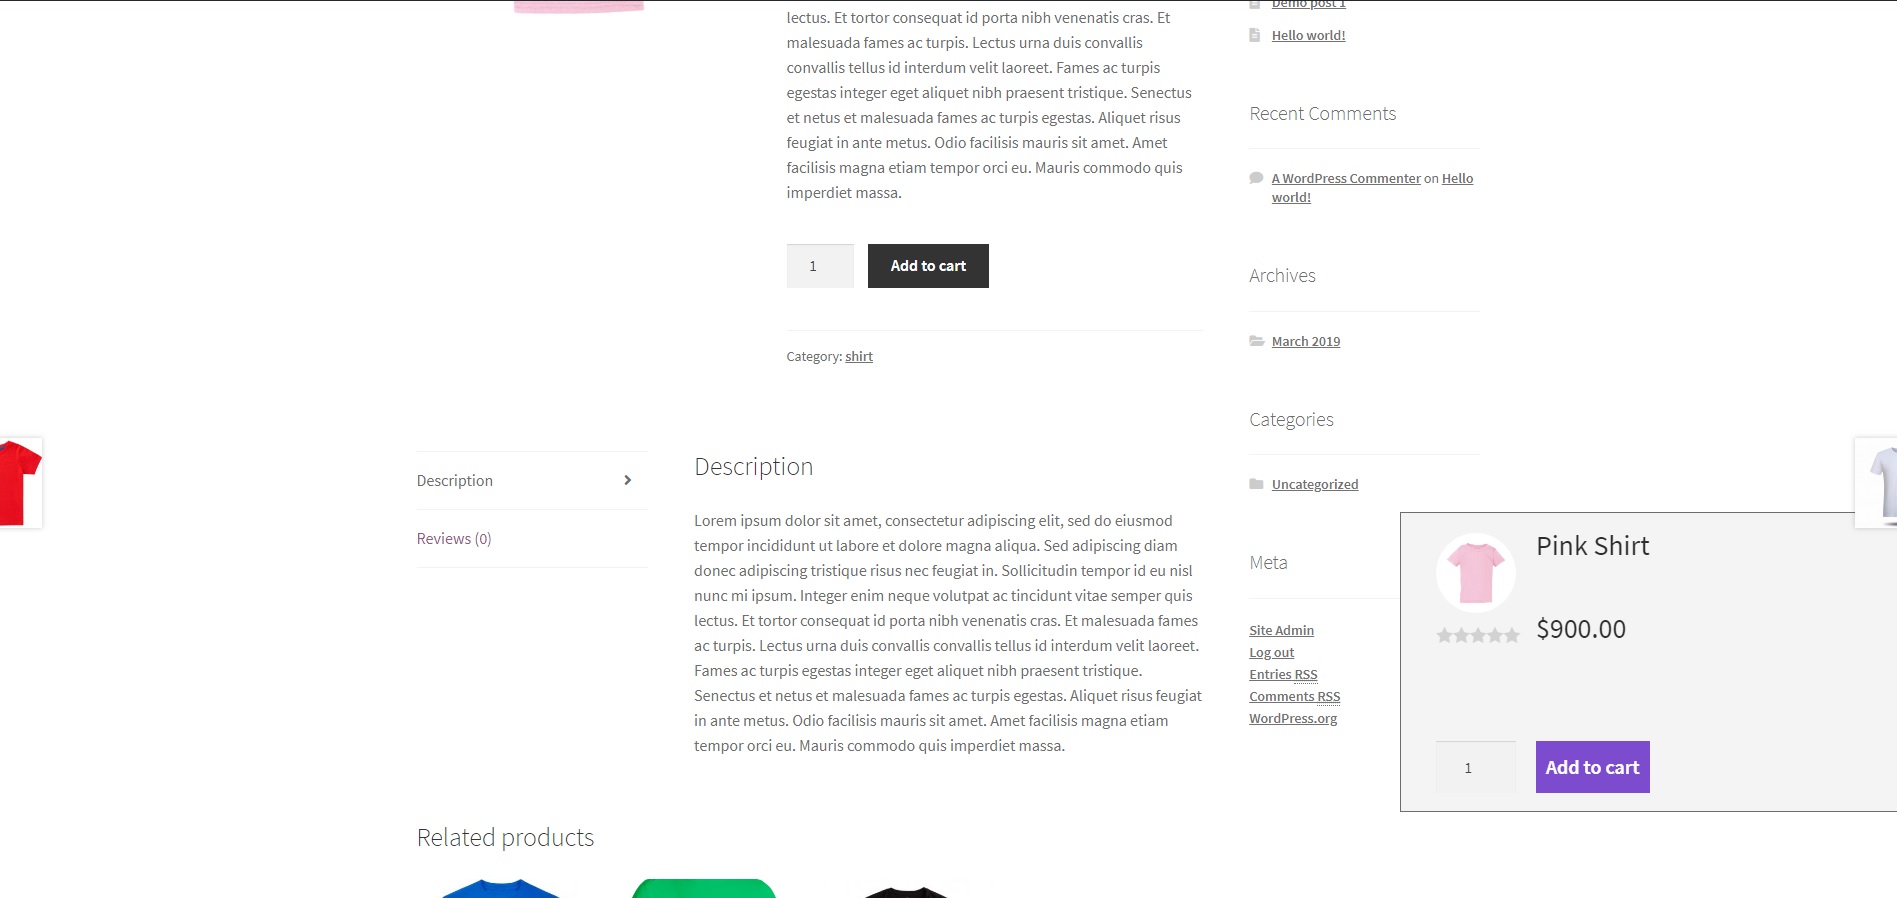 lectus. Et tortor consequat id porta nibh venenatis cras. Et
malesuada fames ac turpis. Lectus urna duis convallis
convallis tellus id interdum velit laoreet. Fames ac turpis
egestas integer eget aliquet nibh praesent tristique. Senectus
et netus et malesuada fames ac turpis egestas. Aliquet risus
feugiat in ante metus. Odio facilisis mauris sit amet. Amet
facilisis magna etiam tempor orci eu. Mauris commodo quis
imperdiet massa.
1
Add to cart
Category: shirt
Description
Reviews (0)
Description
Lorem ipsum dolor sit amet, consectetur adipiscing elit, sed do eiusmod
tempor incididunt ut labore et dolore magna aliqua. Sed adipiscing diam
donec adipiscing tristique risus nec feugiat in. Sollicitudin tempor id eu nisl
nunc mi ipsum. Integer enim neque volutpat ac tincidunt vitae semper quis
lectus. Et tortor consequat id porta nibh venenatis cras. Et malesuada fames
ac turpis. Lectus urna duis convallis convallis tellus id interdum velit laoreet.
Fames ac turpis egestas integer eget aliquet nibh praesent tristique.
Senectus et netus et malesuada fames ac turpis egestas. Aliquet risus feugiat
in ante metus. Odio facilisis mauris sit amet. Amet facilisis magna etiam
tempor orci eu. Mauris commodo quis imperdiet massa.
Related products
Demo post 1
Hello world!
Recent Comments
A WordPress Commenter on Hello
world!
Archives
March 2019
Categories
Uncategorized
Meta
Site Admin
Log out
Entries RSS
Comments RSS
WordPress.org
Pink Shirt
$900.00
1
Add to cart